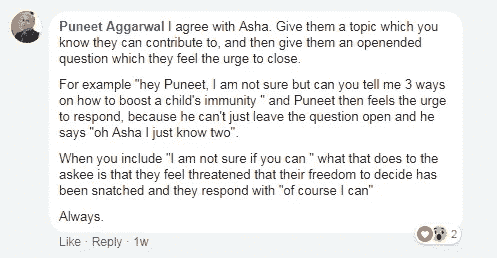 Puneet Aggarwal I agree with Asha. Give them a topic which you
know they can contribute to, and then give them an openended
question which they feel the urge to close.
For example "hey Puneet, I am not sure but can you tell me 3 ways
on how to boost a child's immunity " and Puneet then feels the urge
to respond, because he can't just leave the question open and he
says "oh Asha I just know two".
When you include "I am not sure if you can " what that does to the
askee is that they feel threatened that their freedom to decide has
been snatched and they respond with "of course I can"
Always.
Like · Reply · 1w
2